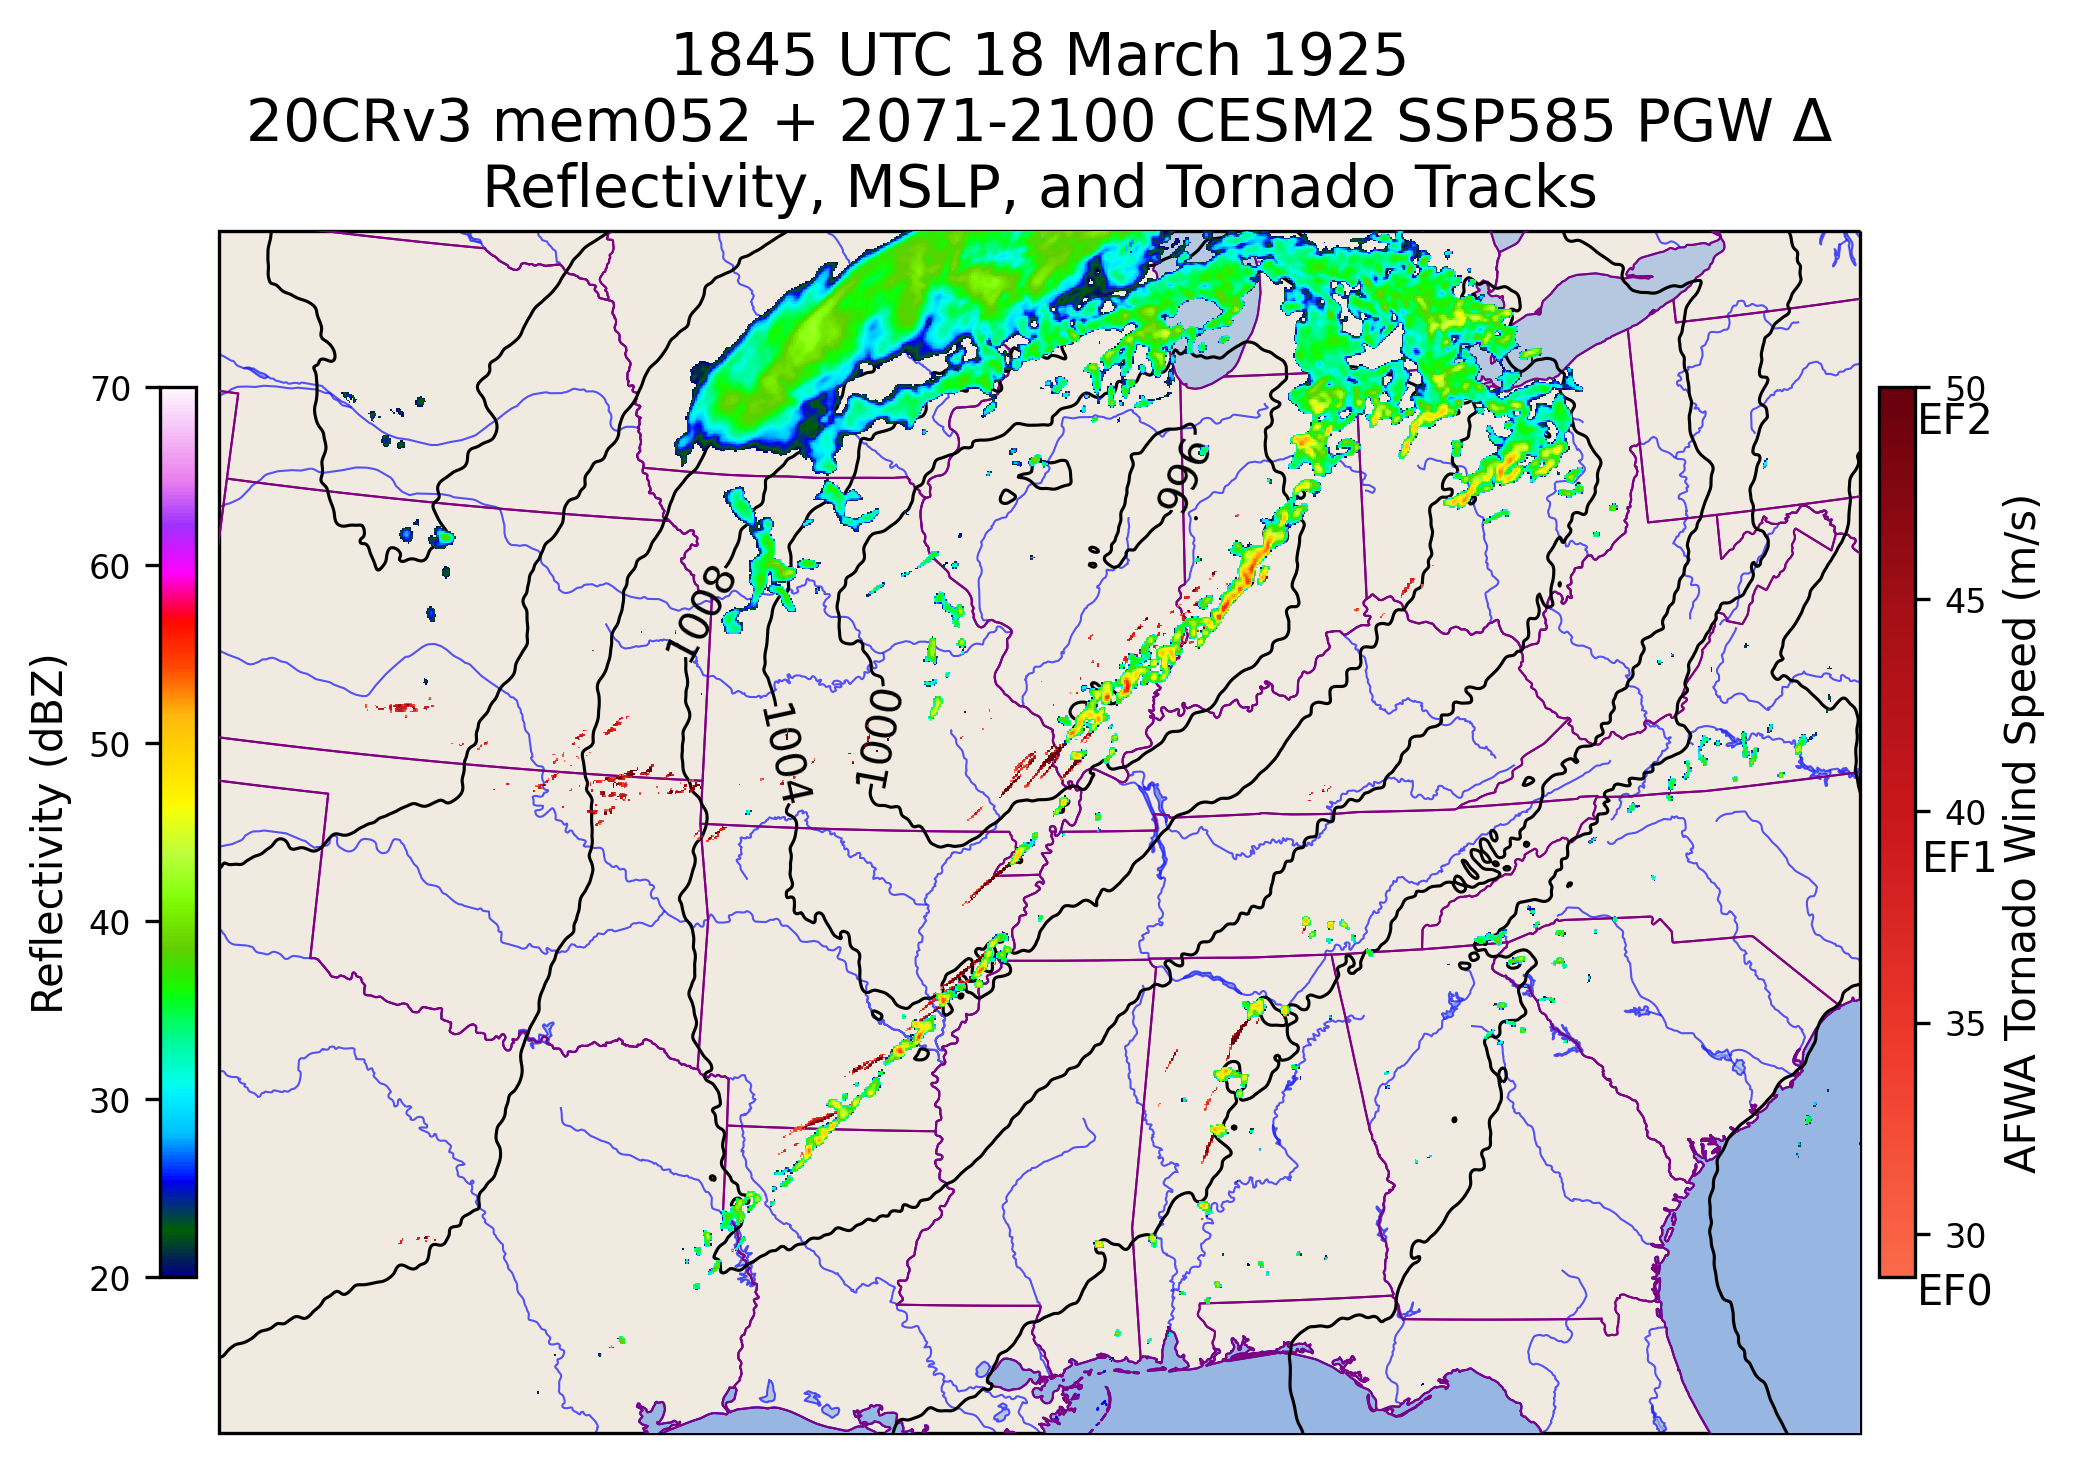 1845 UTC 18 March 1925
20CRv3 mem052 + 2071-2100 CESM2 SSP585 PGW Δ
Reflectivity, MSLP, and Tornado Tracks
Reflectivity (dBZ)
70
60
50
40
30
20
996
1008
1004
1000
50
EF2
45
40
EF1
35
30
EF0
AFWA Tornado Wind Speed (m/s)